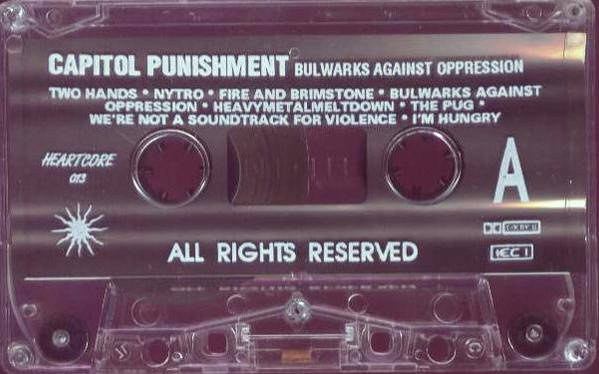 CAPITOL PUNISHMENT BULWARKS AGAINST OPPRESSION
TWO HANDS * NYTRO * FIRE AND BRIMSTONE * BULWARKS AGAINST
OPPRESSION * HEAVYMETALMELTDOWN * THE PUG *
WE'RE NOT A SOUNDTRACK FOR VIOLENCE * I'M HUNGRY
HEARTCORE
013
A
ALL RIGHTS RESERVED
IEC I